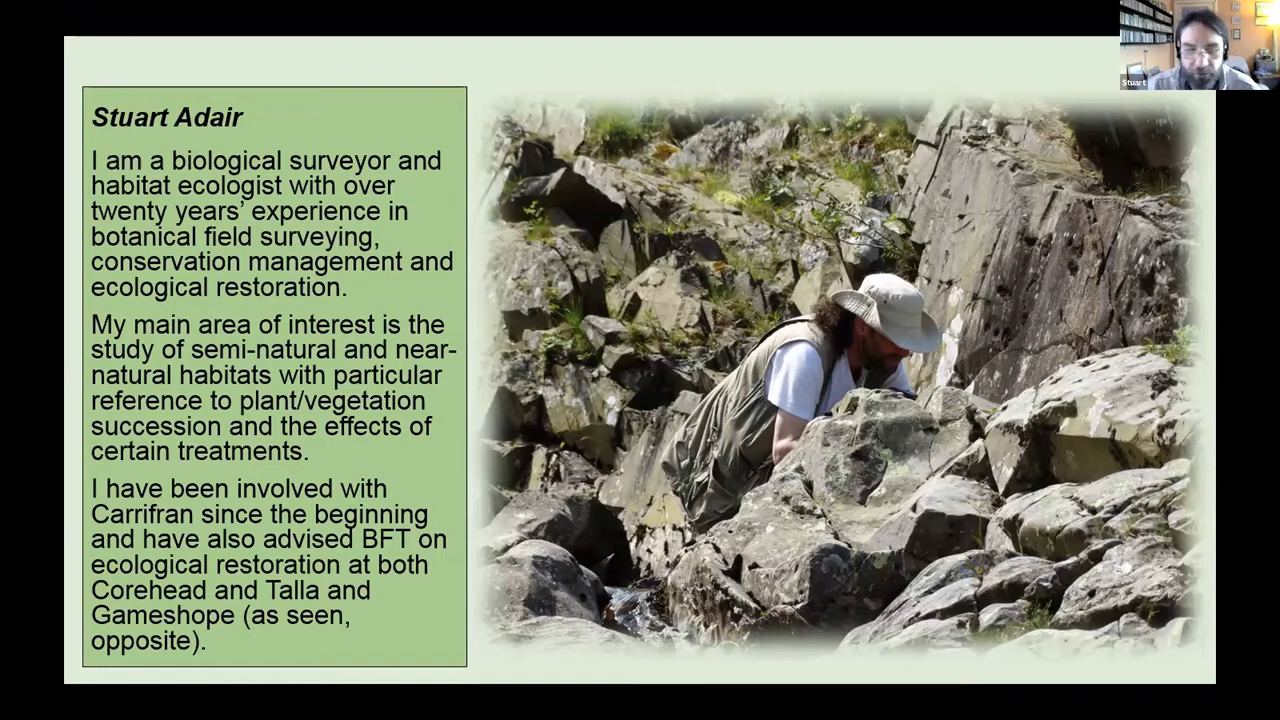 Stuart
Stuart Adair
I am a biological surveyor and
habitat ecologist with over
twenty years’ experience in
botanical field surveying,
conservation management and
ecological restoration.
My main area of interest is the
study of semi-natural and near-
natural habitats with particular
reference to plant/vegetation
succession and the effects of
certain treatments.
I have been involved with
Carrifran since the beginning
and have also advised BFT on
ecological restoration at both
Corehead and Talla and
Gameshope (as seen,
opposite).